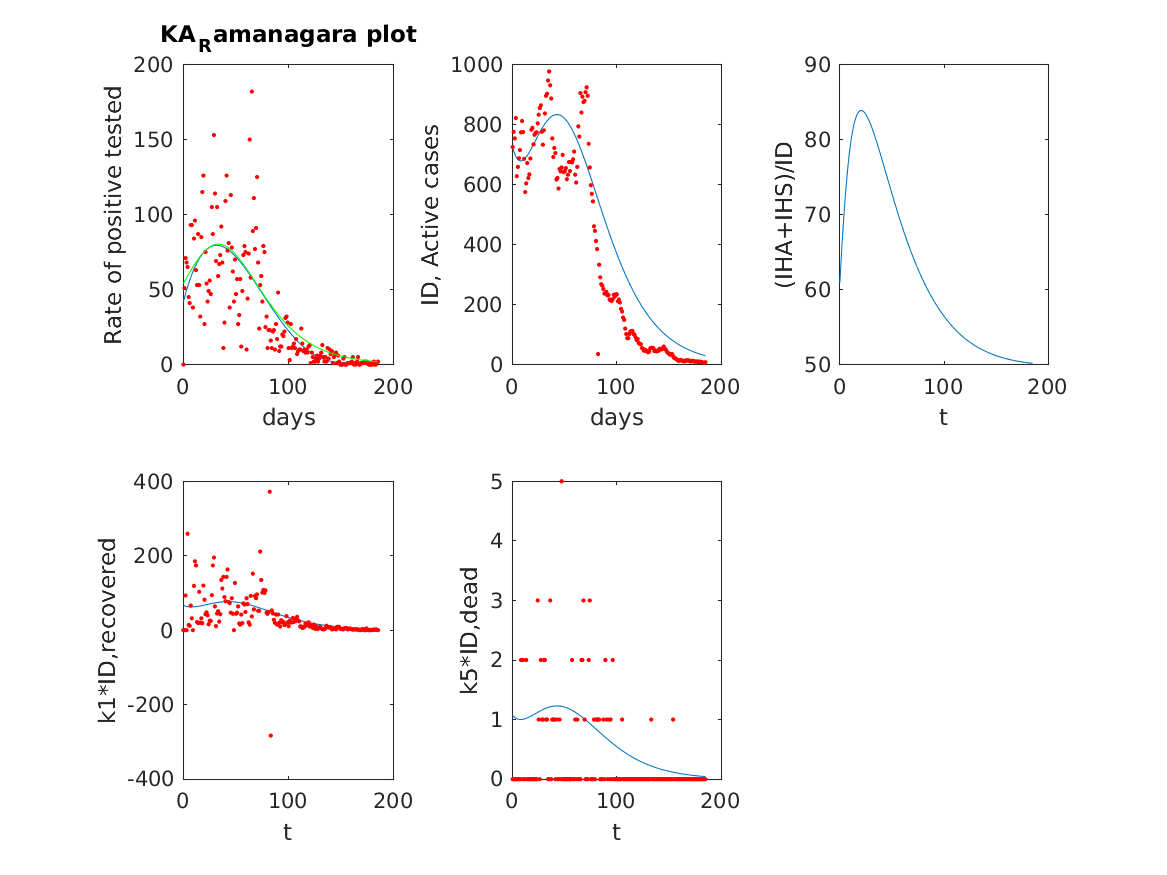 KA_Ramanagara plot
200
150
100
50
0
0 100 200
days
Rate of positive tested
1000
800
600
400
200
0
0 100 200
days
ID, Active cases
90
80
70
60
50
0 100 200
t
(IHA+IHS)/ID
400
200
0
-200
-400
0 100 200
t
k1*ID,recovered
5
4
3
2
1
0
0 100 200
t
k5*ID,dead